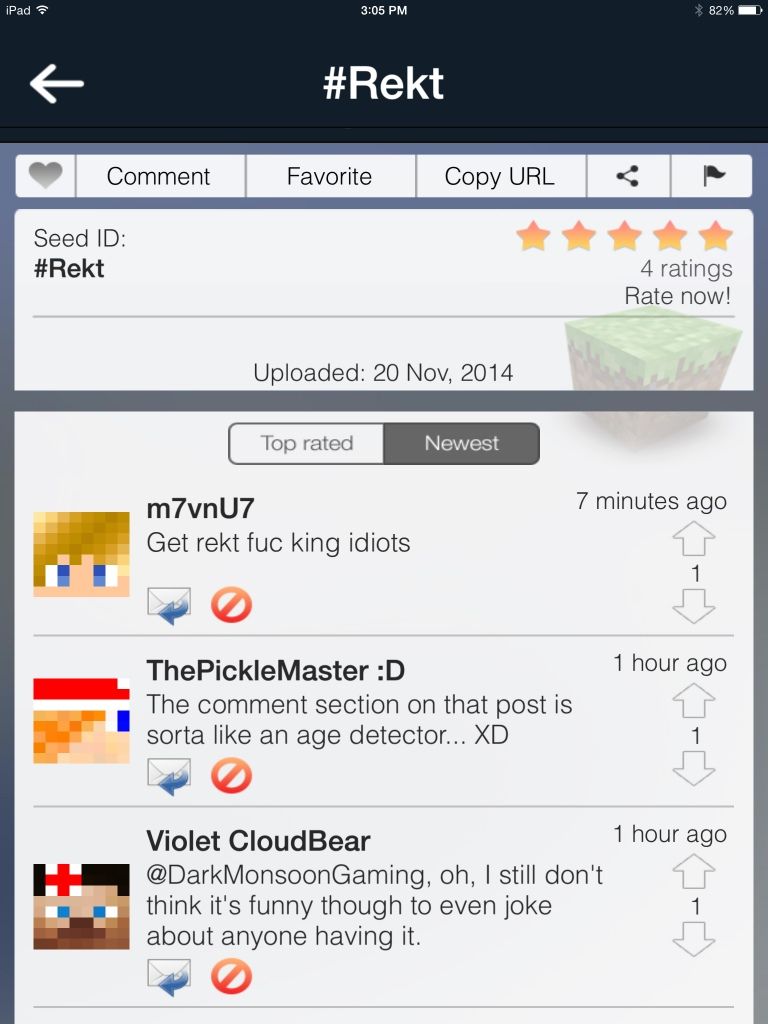 iPad 3:05 PM 82%
#Rekt
Comment Favorite Copy URL
Seed ID:
#Rekt
4 ratings
Rate now!
Uploaded: 20 Nov, 2014
Top rated Newest
m7vnU7 7 minutes ago
Get rekt fuc king idiots
1
ThePickleMaster :D 1 hour ago
The comment section on that post is
sorta like an age detector... XD
1
Violet CloudBear 1 hour ago
@DarkMonsoonGaming, oh, I still don't
think it's funny though to even joke
about anyone having it.
1